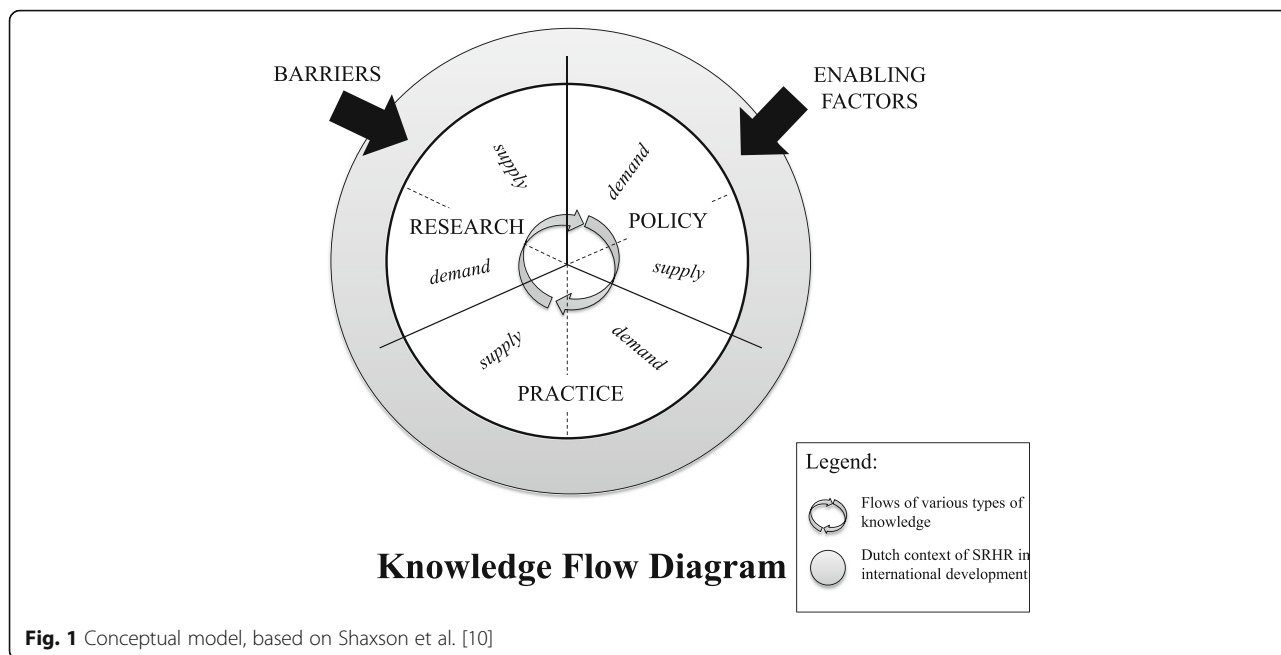 BARRIERS
ENABLING
FACTORS
supply
demand
RESEARCH
POLICY
demand
supply
supply
demand
PRACTICE
Legend:
Flows of various types of
knowledge
Dutch context of SRHR in
international development
Knowledge Flow Diagram
Fig. 1 Conceptual model, based on Shaxson et al. [10]